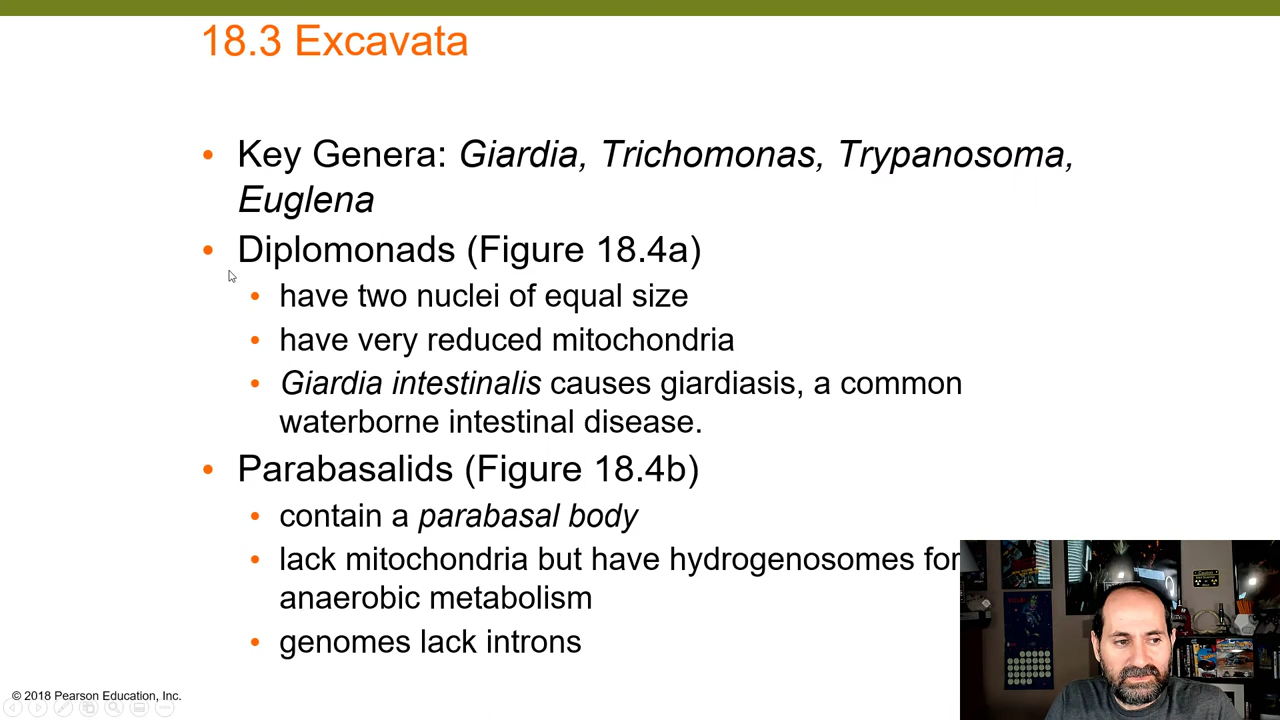 18.3 Excavata
• Key Genera: Giardia, Trichomonas, Trypanosoma,
Euglena
• Diplomonads (Figure 18.4a)
• have two nuclei of equal size
• have very reduced mitochondria
• Giardia intestinalis causes giardiasis, a common
waterborne intestinal disease.
• Parabasalids (Figure 18.4b)
• contain a parabasal body
• lack mitochondria but have hydrogenosomes for
anaerobic metabolism
• genomes lack introns
© 2018 Pearson Education, Inc.